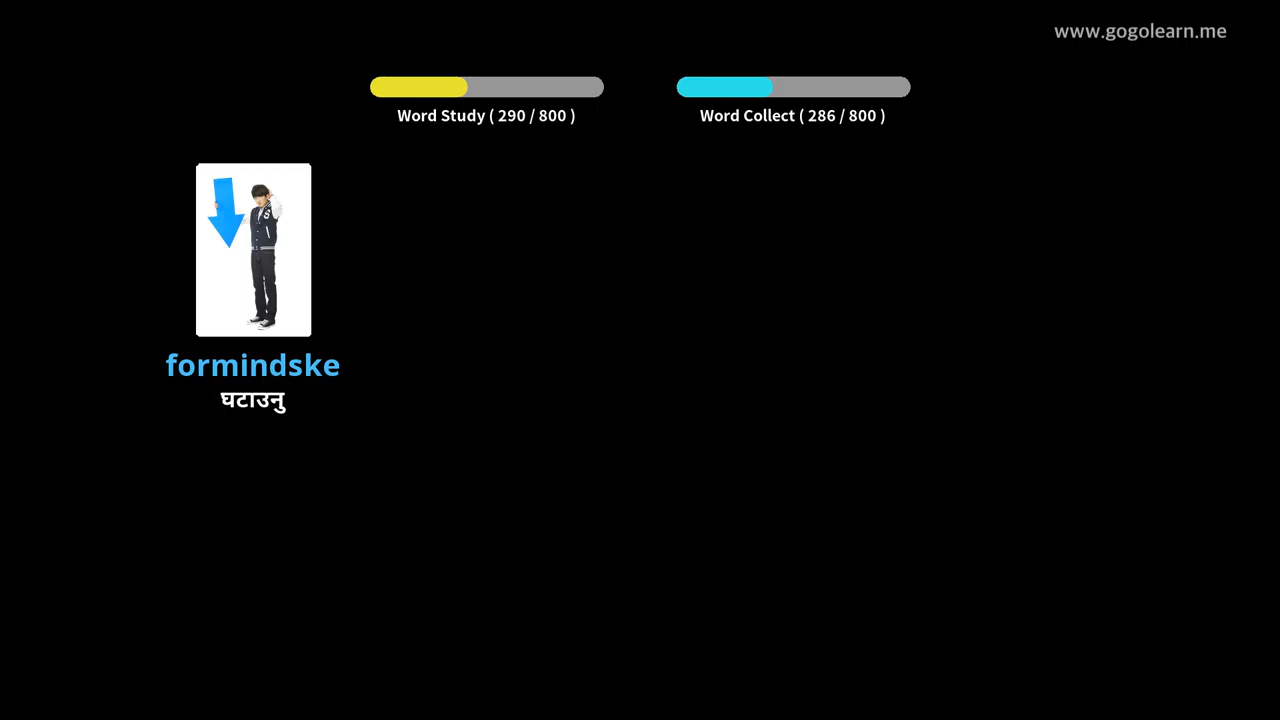 www.gogolearn.me
Word Study ( 290 / 800 )
Word Collect ( 286 / 800 )
S
formindske
घटाउनु